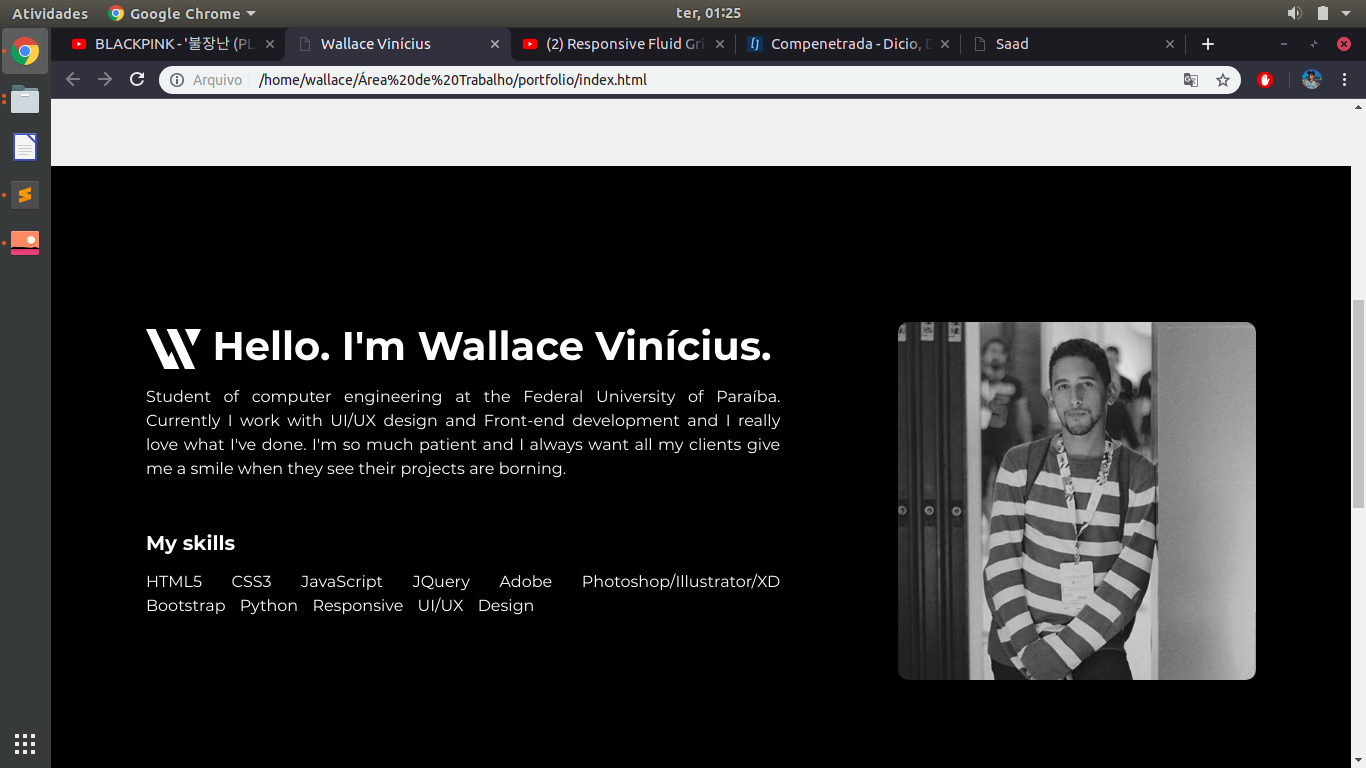 Atividades Google Chrome ter, 01:25
BLACKPINK - '불장난 (PL Wallace Vinícius (2) Responsive Fluid Gri Compenetrada - Dicio, D Saad
Arquivo /home/wallace/Área%20de%20Trabalho/portfolio/index.html
Hello. I'm Wallace Vinícius.
Student of computer engineering at the Federal University of Paraíba.
Currently I work with UI/UX design and Front-end development and I really
love what I've done. I'm so much patient and I always want all my clients give
me a smile when they see their projects are borning.
My skills
HTML5 CSS3 JavaScript JQuery Adobe Photoshop/Illustrator/XD
Bootstrap Python Responsive UI/UX Design